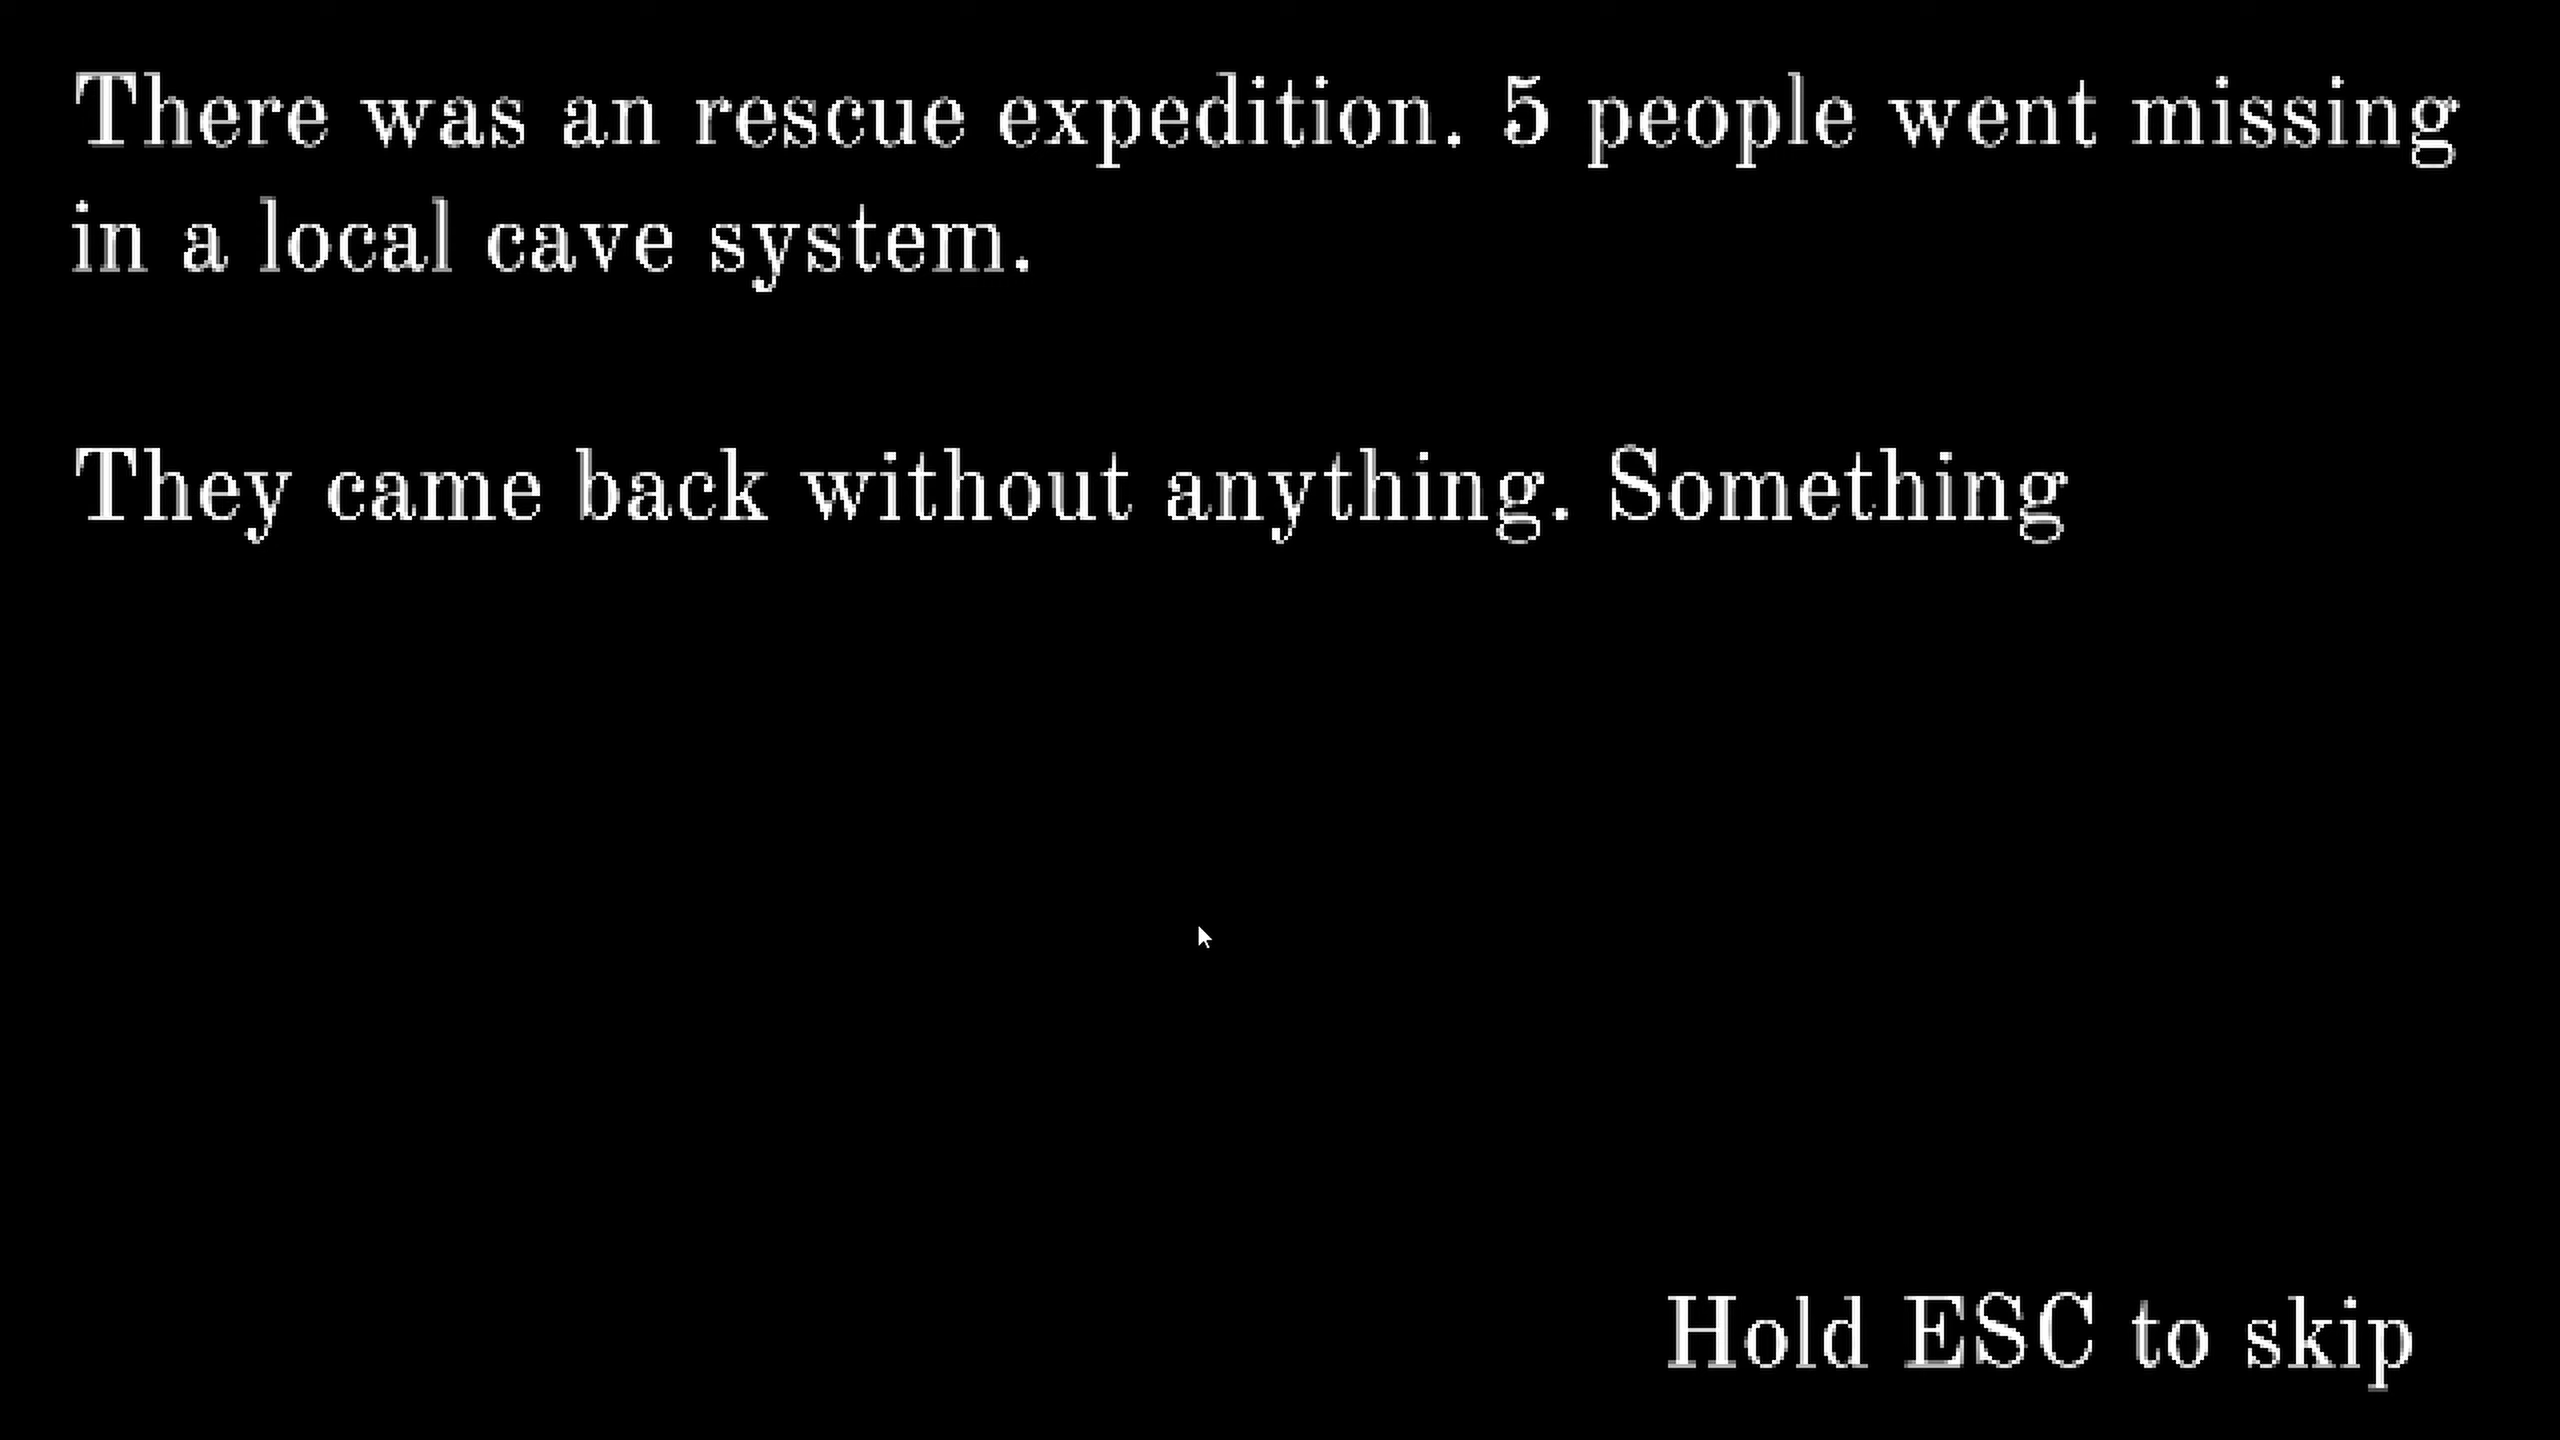 There was an rescue expedition. 5 people went missing
in a local cave system.
They came back without anything. Something
Hold ESC to skip